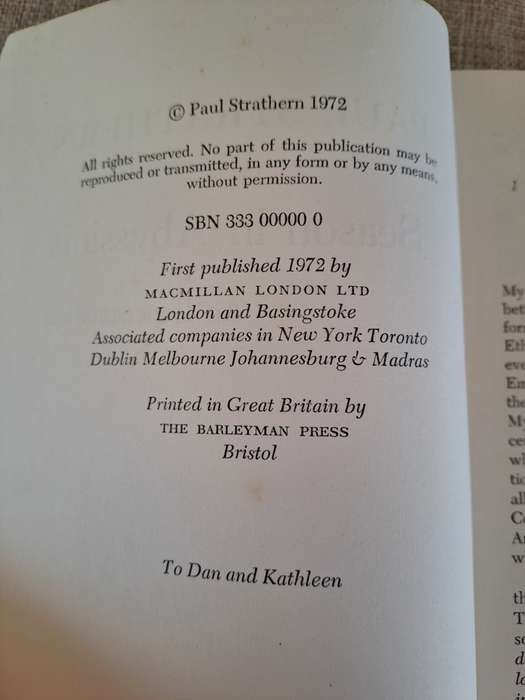 © Paul Strathern 1972
All rights reserved. No part of this publication may be
reproduced or transmitted, in any form or by any means,
without permission.
SBN 333 00000 0
First published 1972 by
MACMILLAN LONDON LTD
London and Basingstoke
Associated companies in New York Toronto
Dublin Melbourne Johannesburg & Madras
Printed in Great Britain by
THE BARLEYMAN PRESS
Bristol
To Dan and Kathleen